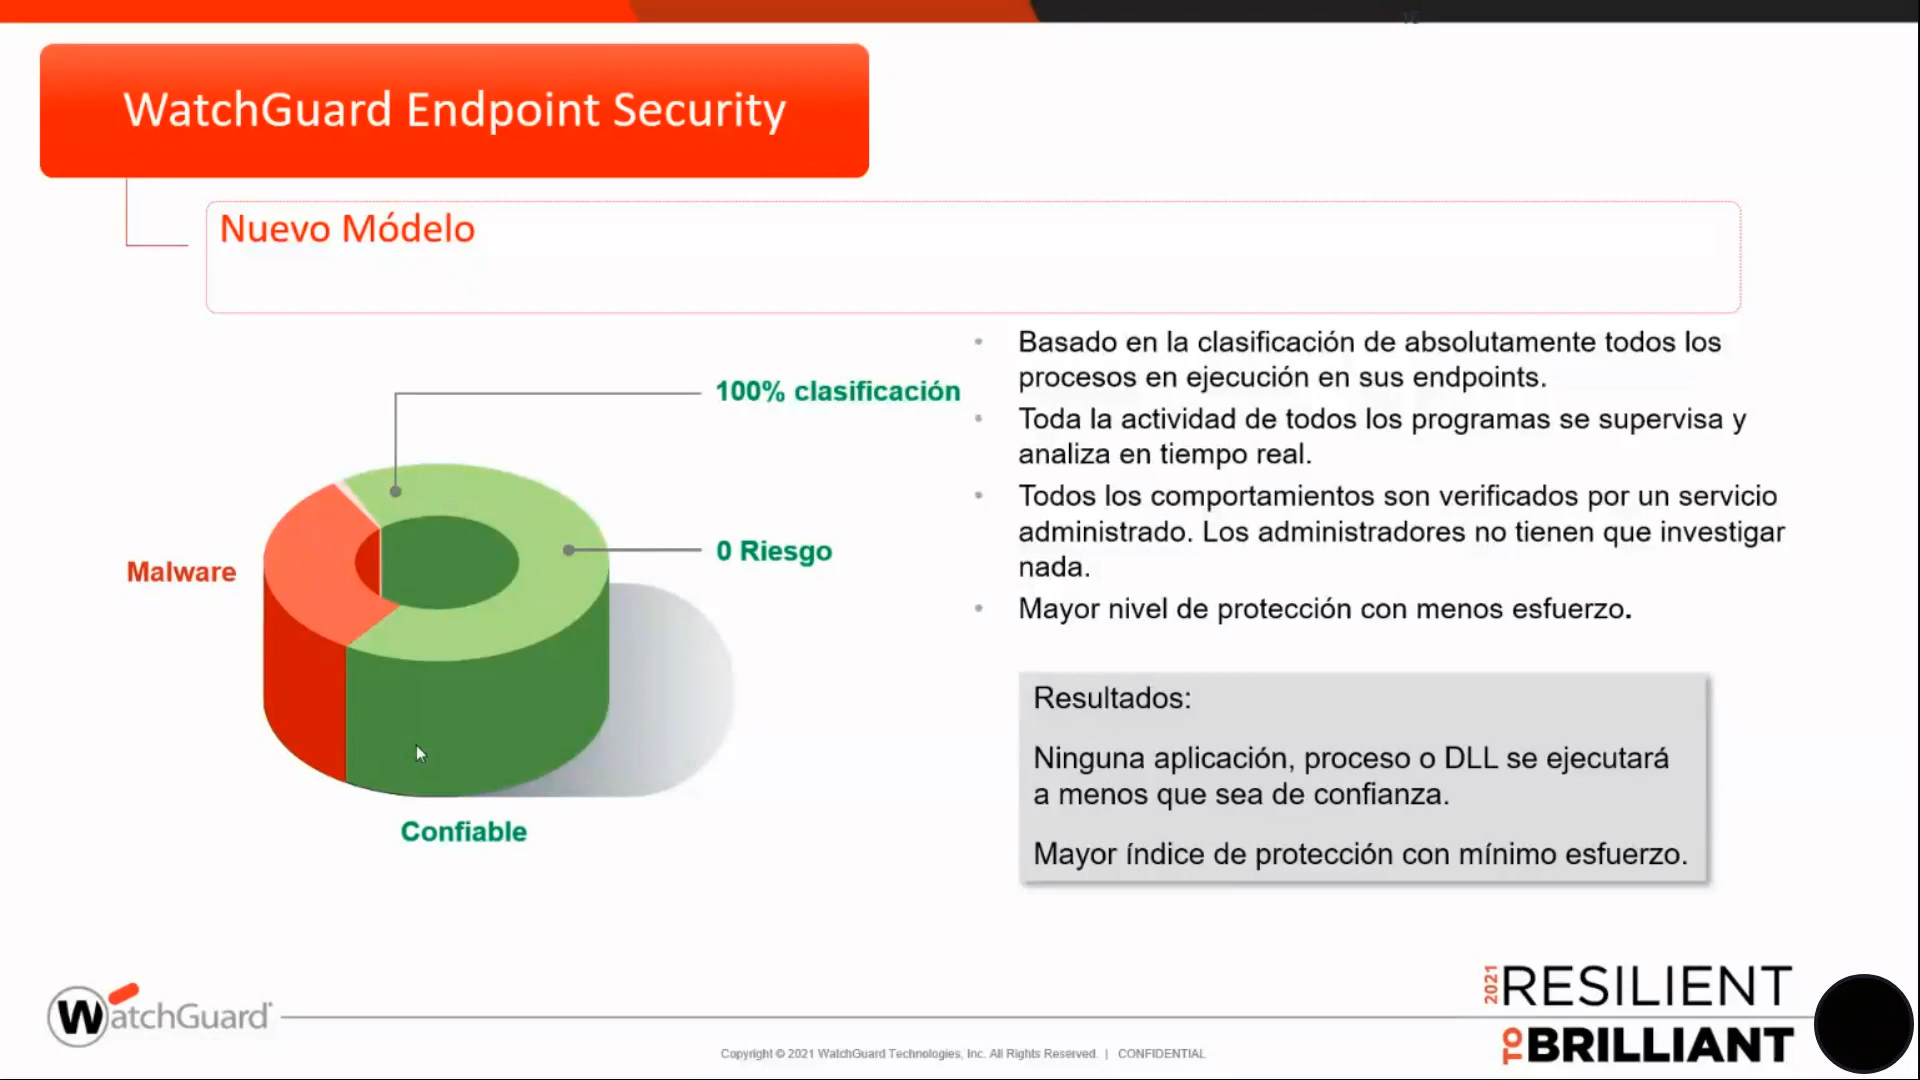 WatchGuard Endpoint Security
Nuevo Módelo
100% clasificación
0 Riesgo
Malware
Confiable
• Basado en la clasificación de absolutamente todos los
procesos en ejecución en sus endpoints.
• Toda la actividad de todos los programas se supervisa y
analiza en tiempo real.
• Todos los comportamientos son verificados por un servicio
administrado. Los administradores no tienen que investigar
nada.
• Mayor nivel de protección con menos esfuerzo.
Resultados:
Ninguna aplicación, proceso o DLL se ejecutará
a menos que sea de confianza.
Mayor índice de protección con mínimo esfuerzo.
WatchGuard
Copyright © 2021 WatchGuard Technologies, Inc. All Rights Reserved. | CONFIDENTIAL
2021 RESILIENT
TO BRILLIANT